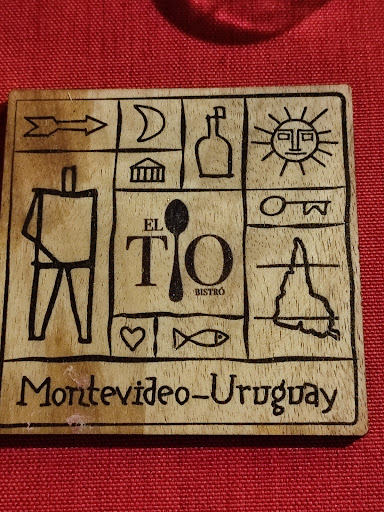 EL
TIO
BISTRÓ
Montevideo-Uruguay